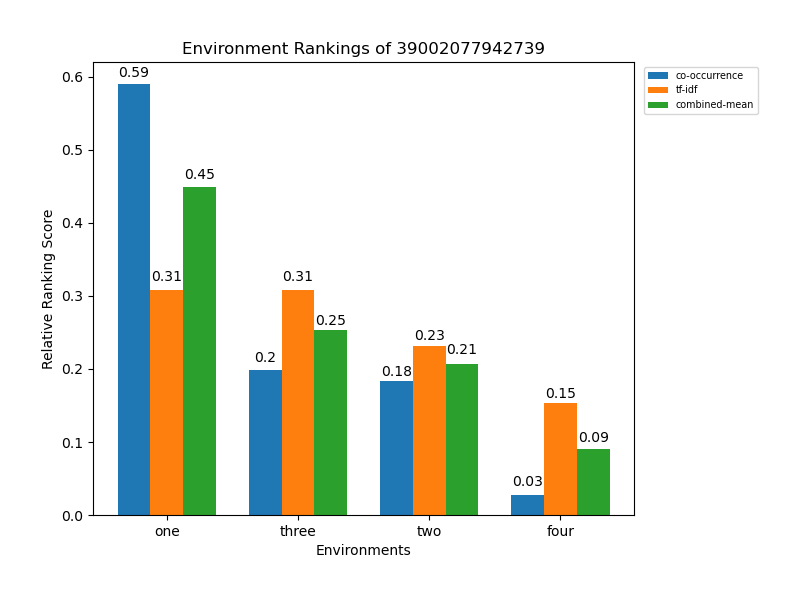 Environment Rankings of 39002077942739
co-occurrence
tf-idf
combined-mean
Relative Ranking Score
0.6
0.5
0.4
0.3
0.2
0.1
0.0
0.59
0.31
0.45
0.2
0.31
0.25
0.18
0.23
0.21
0.03
0.15
0.09
one
three
two
four
Environments